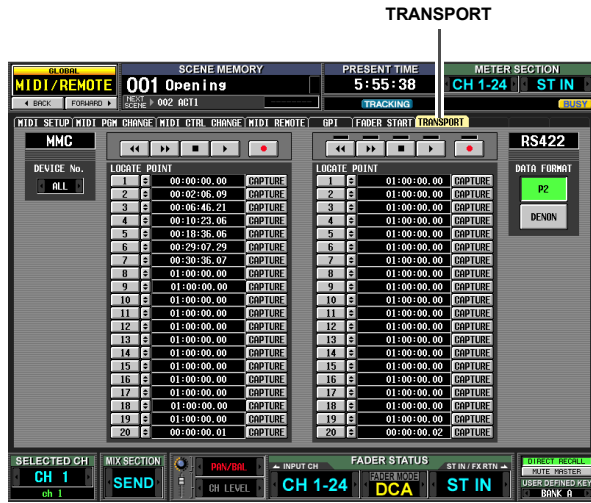 TRANSPORT
GLOBAL SCENE MEMORY PRESENT TIME METER SECTION
MIDI/REMOTE 001 Opening 5:55:38 CH 1-24 ST IN
BACK FORWARD NEXT SCENE 002 ACT1 TRACKING BUSY
MIDI SETUP MIDI PGM CHANGE MIDI CTRL CHANGE MIDI REMOTE GPI FADER START TRANSPORT
MMC RS422
DEVICE No. LOCATE POINT LOCATE POINT DATA FORMAT
1 00:00:00.00 CAPTURE 1 01:00:00.00 CAPTURE
ALL 2 00:02:06.09 CAPTURE 2 01:00:00.00 CAPTURE P2
3 00:06:46.21 CAPTURE 3 01:00:00.00 CAPTURE
4 00:10:23.06 CAPTURE 4 01:00:00.00 CAPTURE DENON
5 00:18:36.06 CAPTURE 5 01:00:00.00 CAPTURE
6 00:29:07.29 CAPTURE 6 01:00:00.00 CAPTURE
7 00:30:36.07 CAPTURE 7 01:00:00.00 CAPTURE
8 01:00:00.00 CAPTURE 8 01:00:00.00 CAPTURE
9 01:00:00.00 CAPTURE 9 01:00:00.00 CAPTURE
10 01:00:00.00 CAPTURE 10 01:00:00.00 CAPTURE
11 01:00:00.00 CAPTURE 11 01:00:00.00 CAPTURE
12 01:00:00.00 CAPTURE 12 01:00:00.00 CAPTURE
13 01:00:00.00 CAPTURE 13 01:00:00.00 CAPTURE
14 01:00:00.00 CAPTURE 14 01:00:00.00 CAPTURE
15 01:00:00.00 CAPTURE 15 01:00:00.00 CAPTURE
16 01:00:00.00 CAPTURE 16 01:00:00.00 CAPTURE
17 01:00:00.00 CAPTURE 17 01:00:00.00 CAPTURE
18 01:00:00.00 CAPTURE 18 01:00:00.00 CAPTURE
19 01:00:00.00 CAPTURE 19 01:00:00.00 CAPTURE
20 00:00:00.01 CAPTURE 20 00:00:00.02 CAPTURE
SELECTED CH MIX SECTION PAN/BAL INPUT CH FADER STATUS ST IN / FX RTN DIRECT RECALL
CH 1 SEND CH 1-24 FADER MODE ST IN MUTE MASTER
CH LEVEL DCA USER DEFINED KEY
ch 1 BANK A